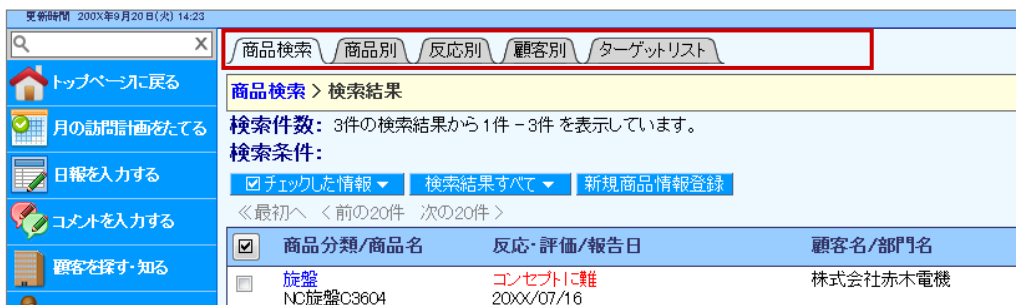 更新時間 200X年9月20日(火) 14:23
X
商品検索 商品別 反応別 顧客別 ターゲットリスト
トップページに戻る
商品検索 > 検索結果
月の訪問計画をたてる
検索件数: 3件の検索結果から1件 - 3件 を表示しています。
検索条件:
日報を入力する
チェックした情報▼ 検索結果すべて▼ 新規商品情報登録
≪最初へ <前の20件 次の20件>
コメントを入力する
商品分類/商品名 反応・評価/報告日 顧客名/部門名
顧客を探す・知る
旋盤 コンセプトに難 株式会社赤木電機
NC旋盤C3604 20XX/07/16